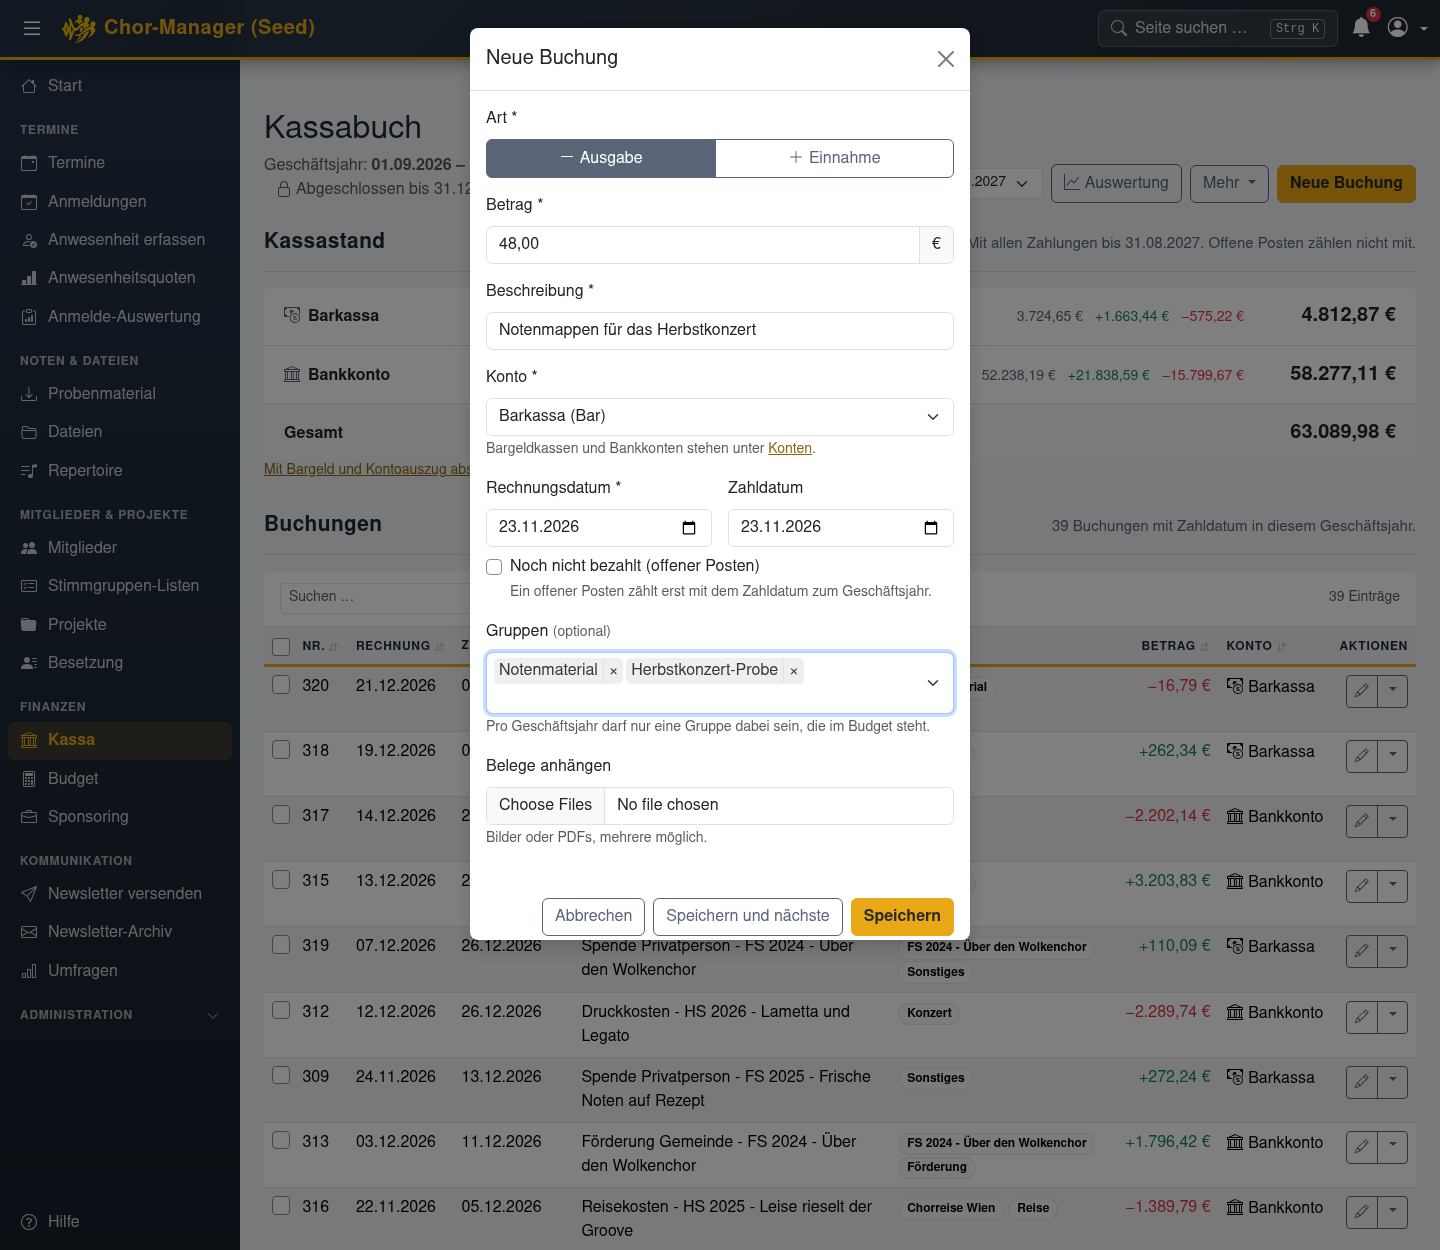 Chor-Manager (Seed)
Seite suchen …
Strg K
6
Start
TERMINE
Termine
Anmeldungen
Anwesenheit erfassen
Anwesenheitsquoten
Anmelde-Auswertung
NOTEN & DATEIEN
Probenmaterial
Dateien
Repertoire
MITGLIEDER & PROJEKTE
Mitglieder
Stimmgruppen-Listen
Projekte
Besetzung
FINANZEN
Kassa
Budget
Sponsoring
KOMMUNIKATION
Newsletter versenden
Newsletter-Archiv
Umfragen
ADMINISTRATION
Hilfe
Kassabuch
Geschäftsjahr: 01.09.2026 –
Abgeschlossen bis 31.12
.2027
Auswertung
Mehr
Neue Buchung
Kassastand
Mit allen Zahlungen bis 31.08.2027. Offene Posten zählen nicht mit.
Barkassa
3.724,65 € +1.663,44 € −575,22 € 4.812,87 €
Bankkonto
52.238,19 € +21.838,59 € −15.799,67 € 58.277,11 €
Gesamt
63.089,98 €
Mit Bargeld und Kontoauszug abs
Buchungen
39 Buchungen mit Zahldatum in diesem Geschäftsjahr.
Suchen …
39 Einträge
NR. RECHNUNG Z BETRAG KONTO AKTIONEN
320 21.12.2026 0 rial −16,79 € Barkassa
318 19.12.2026 0 +262,34 € Barkassa
317 14.12.2026 2 −2.202,14 € Bankkonto
315 13.12.2026 2 +3.203,83 € Bankkonto
319 07.12.2026 26.12.2026 Spende Privatperson - FS 2024 - Über FS 2024 - Über den Wolkenchor +110,09 € Barkassa
den Wolkenchor Sonstiges
312 12.12.2026 26.12.2026 Druckkosten - HS 2026 - Lametta und Konzert −2.289,74 € Bankkonto
Legato
309 24.11.2026 13.12.2026 Spende Privatperson - FS 2025 - Frische Sonstiges +272,24 € Barkassa
Noten auf Rezept
313 03.12.2026 11.12.2026 Förderung Gemeinde - FS 2024 - Über FS 2024 - Über den Wolkenchor +1.796,42 € Bankkonto
den Wolkenchor Förderung
316 22.11.2026 05.12.2026 Reisekosten - HS 2025 - Leise rieselt der Chorreise Wien Reise −1.389,79 € Bankkonto
Groove
Neue Buchung
Art *
Ausgabe
Einnahme
Betrag *
48,00 €
Beschreibung *
Notenmappen für das Herbstkonzert
Konto *
Barkassa (Bar)
Bargeldkassen und Bankkonten stehen unter Konten.
Rechnungsdatum * Zahldatum
23.11.2026 23.11.2026
Noch nicht bezahlt (offener Posten)
Ein offener Posten zählt erst mit dem Zahldatum zum Geschäftsjahr.
Gruppen (optional)
Notenmaterial × Herbstkonzert-Probe ×
Pro Geschäftsjahr darf nur eine Gruppe dabei sein, die im Budget steht.
Belege anhängen
Choose Files No file chosen
Bilder oder PDFs, mehrere möglich.
Abbrechen
Speichern und nächste
Speichern